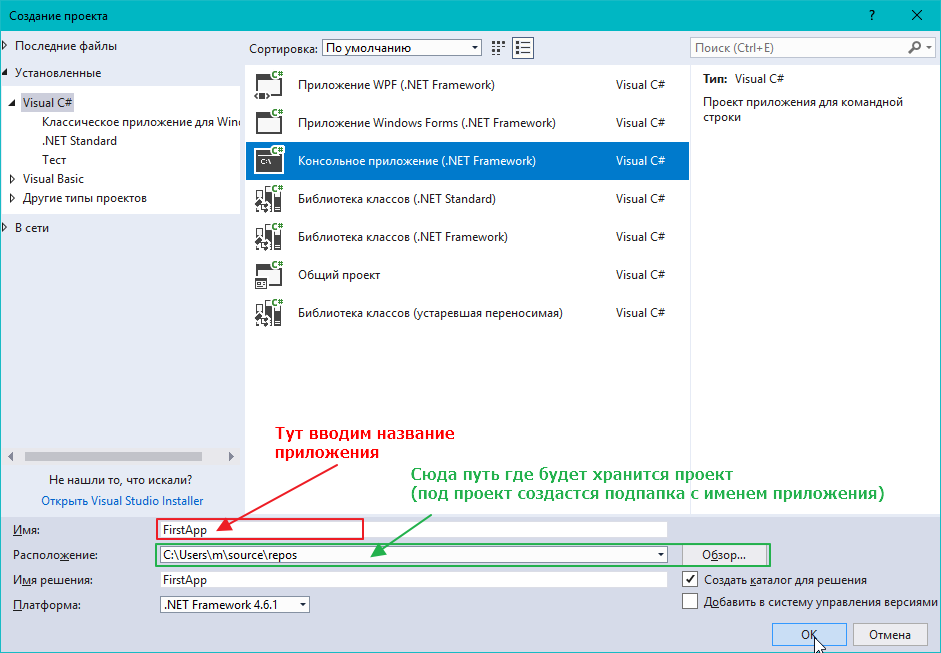 Создание проекта
?
Последние файлы
Сортировка: По умолчанию
Поиск (Ctrl+E)
Установленные
Visual C#
Классическое приложение для Win
.NET Standard
Тест
Visual Basic
Другие типы проектов
В сети
Приложение WPF (.NET Framework) Visual C#
Приложение Windows Forms (.NET Framework) Visual C#
Консольное приложение (.NET Framework) Visual C#
Библиотека классов (.NET Standard) Visual C#
Библиотека классов (.NET Framework) Visual C#
Общий проект Visual C#
Библиотека классов (устаревшая переносимая) Visual C#
Тип: Visual C#
Проект приложения для командной
строки
Тут вводим название
приложения
Сюда путь где будет хранится проект
(под проект создастся подпапка с именем приложения)
Не нашли то, что искали?
Открыть Visual Studio Installer
Имя: FirstApp
Расположение: C:\Users\m\source\repos Обзор...
Имя решения: FirstApp
Создать каталог для решения
Платформа: .NET Framework 4.6.1
Добавить в систему управления версиями
OK Отмена